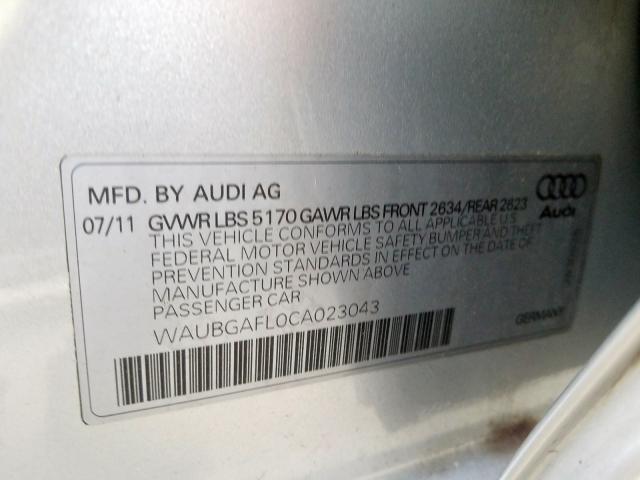 MFD. BY AUDI AG
Audi
07/11 GVWR LBS 5170 GAWR LBS FRONT 2634/REAR 2623
THIS VEHICLE CONFORMS TO ALL APPLICABLE U.S.
FEDERAL MOTOR VEHICLE SAFETY BUMPER AND THEFT
PREVENTION STANDARDS IN EFFECT ON THE DATE OF
MANUFACTURE SHOWN ABOVE
PASSENGER CAR
WAUBGAFL0CA023043
GERMANY